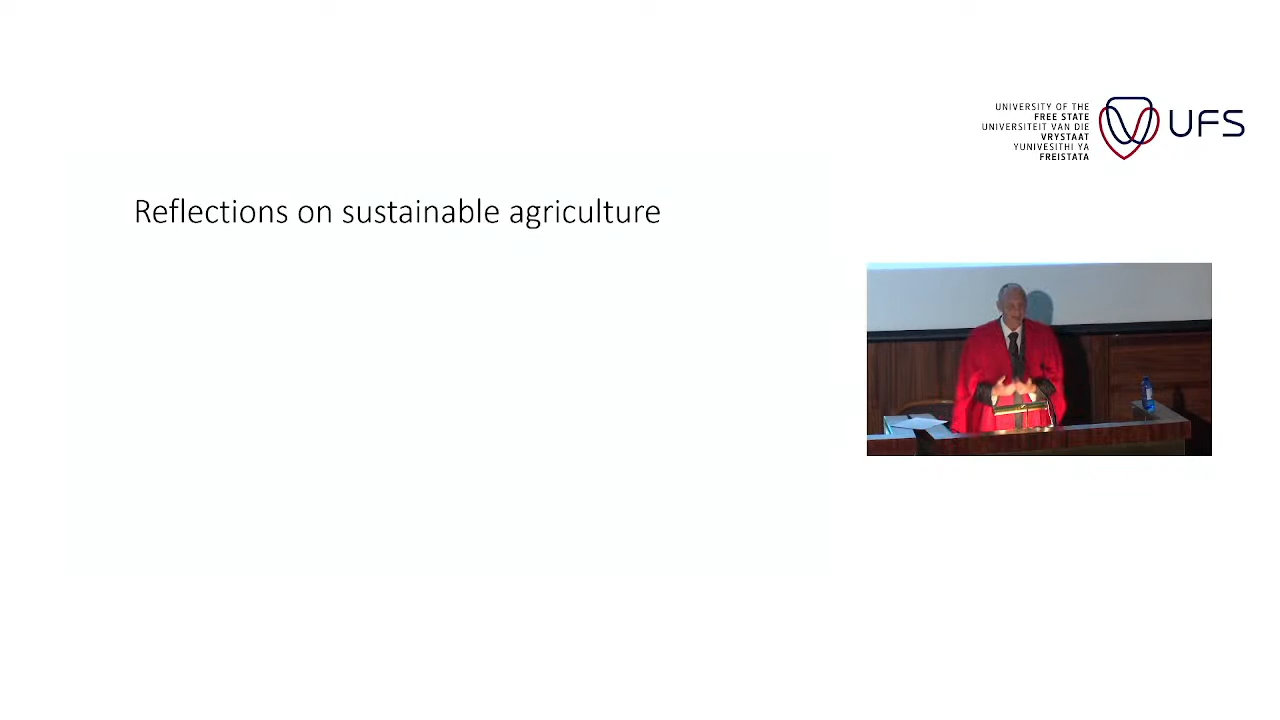 UNIVERSITY OF THE
FREE STATE
UNIVERSITEIT VAN DIE
VRYSTAAT
YUNIVESITHI YA
FREISTATA
UFS
Reflections on sustainable agriculture